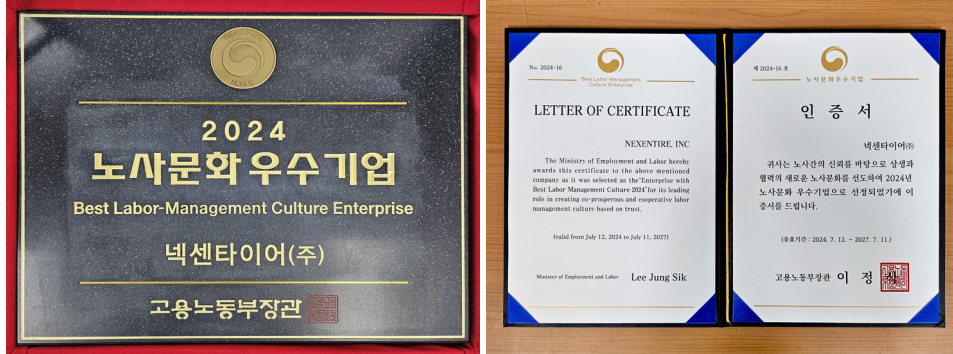 2024
노사문화 우수기업
Best Labor-Management Culture Enterprise
넥센타이어(주)
고용노동부장관
No. 2024-16
Best Labor-Management
Culture Enterprise
LETTER OF CERTIFICATE
NEXENTIRE, INC
The Ministry of Employment and Labor hereby
awards this certificate to the above mentioned
company as it was selected as the"Enterprise with
Best Labor Management Culture 2024"for its leading
role in creating co-prosperous and cooperative labor
management culture based on trust.
(valid from July 12, 2024 to July 11, 2027)
Minister of Employment and Labor Lee Jung Sik
제 2024-16 호
노사문화우수기업
인 증 서
넥센타이어㈜
귀사는 노사간의 신뢰를 바탕으로 상생과
협력의 새로운 노사문화를 선도하여 2024년
노사문화 우수기업으로 선정되었기에 이
증서를 드립니다.
(유효기간 : 2024. 7. 12. ~ 2027. 7. 11.)
고용노동부장관 이 정 식